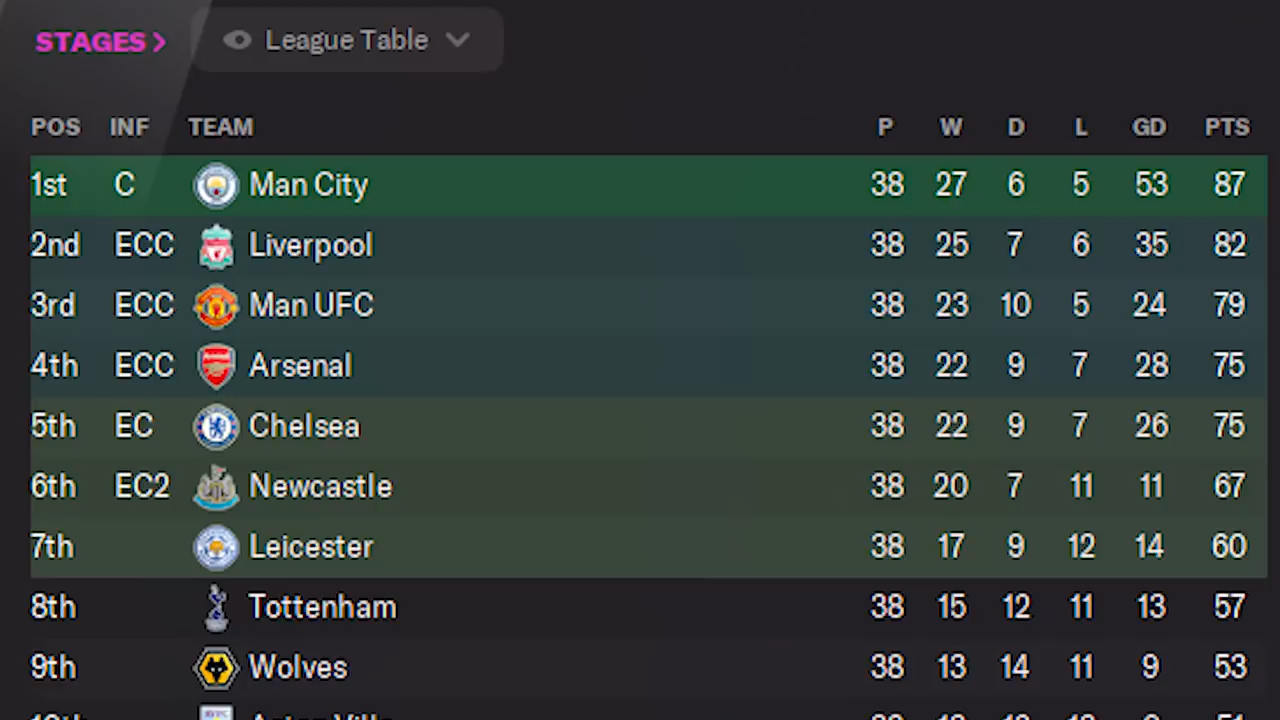 STAGES > League Table
POS INF TEAM P W D L GD PTS
1st C Man City 38 27 6 5 53 87
2nd ECC Liverpool 38 25 7 6 35 82
3rd ECC Man UFC 38 23 10 5 24 79
4th ECC Arsenal 38 22 9 7 28 75
5th EC Chelsea 38 22 9 7 26 75
6th EC2 Newcastle 38 20 7 11 11 67
7th Leicester 38 17 9 12 14 60
8th Tottenham 38 15 12 11 13 57
9th Wolves 38 13 14 11 9 53